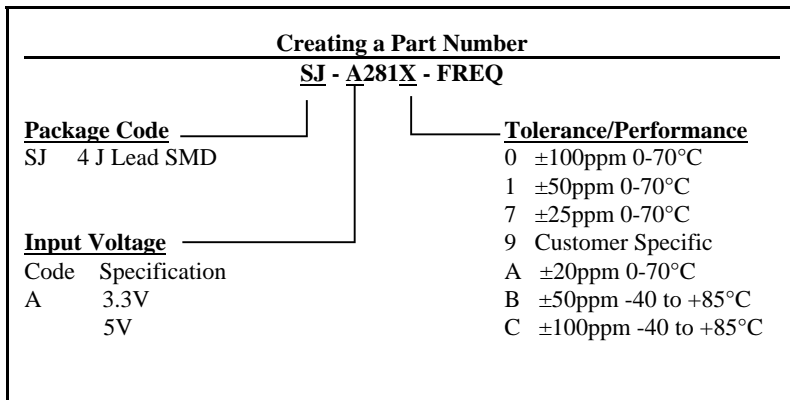 Creating a Part Number
SJ - A281X - FREQ
Package Code
SJ 4 J Lead SMD
Input Voltage
Code Specification
A 3.3V
5V
Tolerance/Performance
0 ±100ppm 0-70°C
1 ±50ppm 0-70°C
7 ±25ppm 0-70°C
9 Customer Specific
A ±20ppm 0-70°C
B ±50ppm -40 to +85°C
C ±100ppm -40 to +85°C